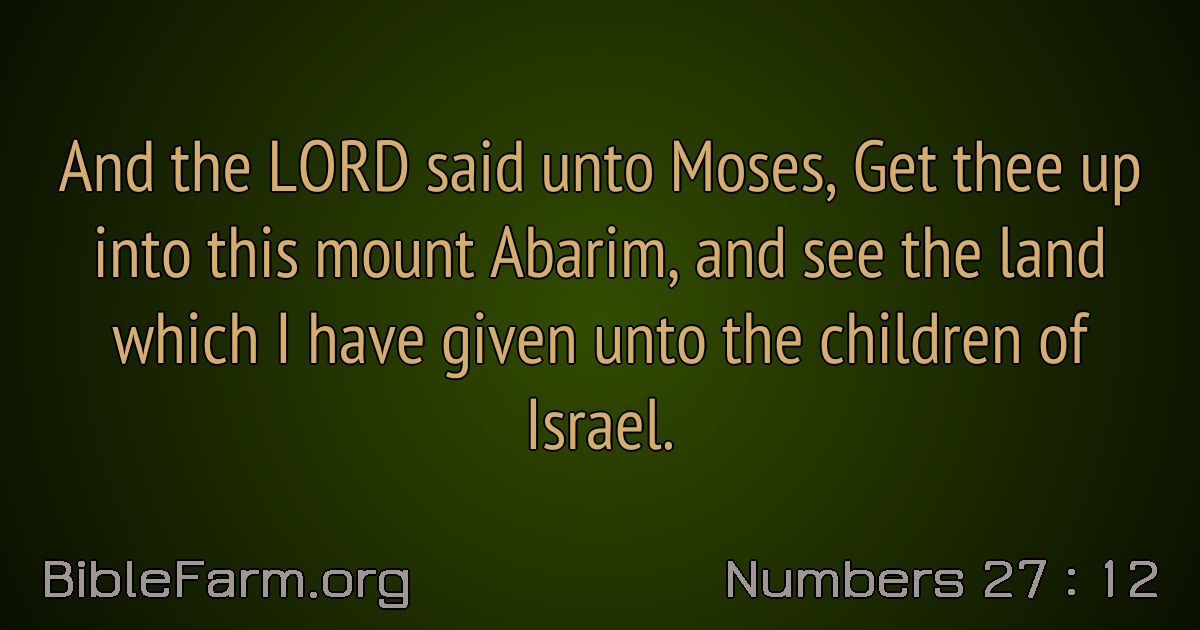 And the LORD said unto Moses, Get thee up
into this mount Abarim, and see the land
which I have given unto the children of
Israel.
BibleFarm.org
Numbers 27 : 12